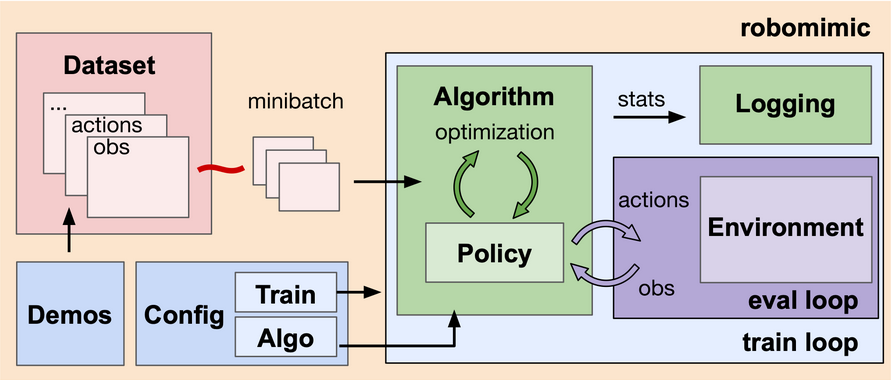 robomimic
Dataset
...
actions
obs
minibatch
Algorithm
optimization
Policy
stats
Logging
actions
obs
Environment
eval loop
train loop
Demos
Config
Train
Algo